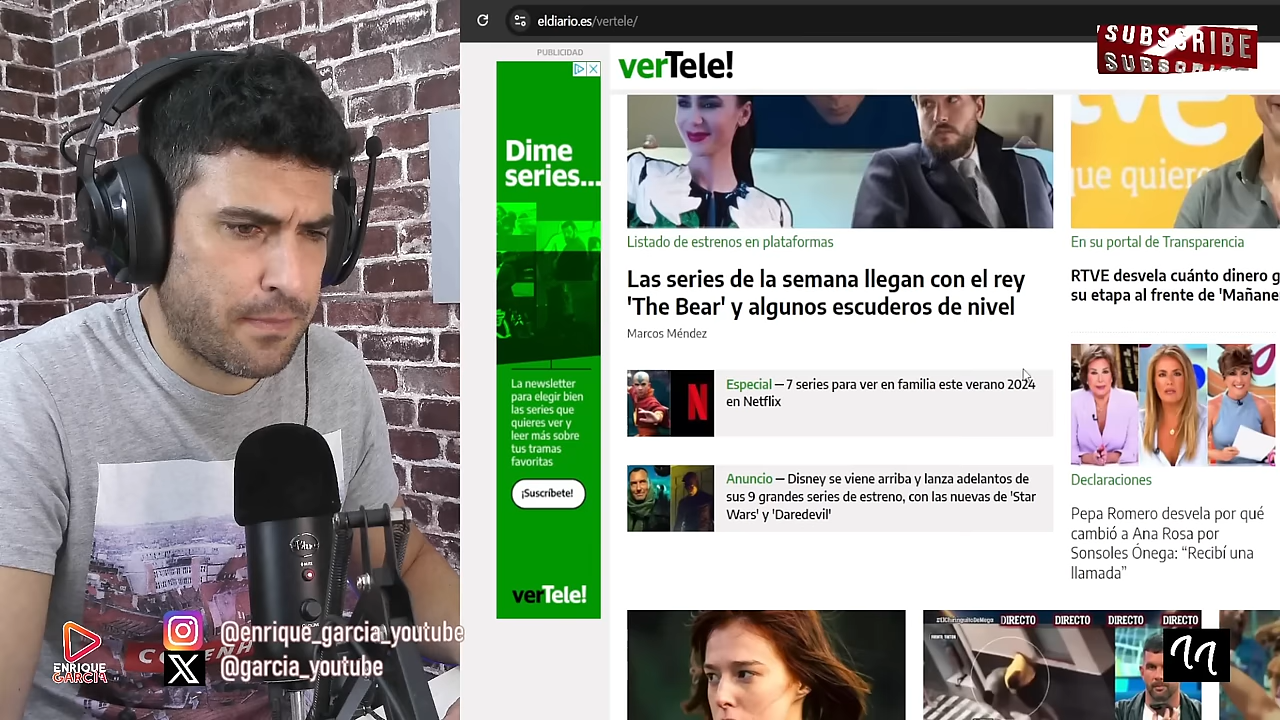 eldiario.es/vertele/
SUBSCRIBE
SUBSCRIBE
PUBLICIDAD
verTele!
Dime
series...
La newsletter
para elegir bien
las series que
quieres ver y
leer más sobre
tus tramas
favoritas
¡Suscríbete!
verTele!
Listado de estrenos en plataformas
Las series de la semana llegan con el rey
'The Bear' y algunos escuderos de nivel
Marcos Méndez
N
Especial — 7 series para ver en familia este verano 2024
en Netflix
Anuncio — Disney se viene arriba y lanza adelantos de
sus 9 grandes series de estreno, con las nuevas de 'Star
Wars' y 'Daredevil'
tve
que quiere
En su portal de Transparencia
RTVE desvela cuánto dinero g
su etapa al frente de 'Mañane
Declaraciones
Pepa Romero desvela por qué
cambió a Ana Rosa por
Sonsoles Ónega: “Recibí una
llamada”
DIRECTO DIRECTO DIRECTO DIRECTO
ENRIQUE
GARCIA
@enrique_garcia_youtube
@garcia_youtube